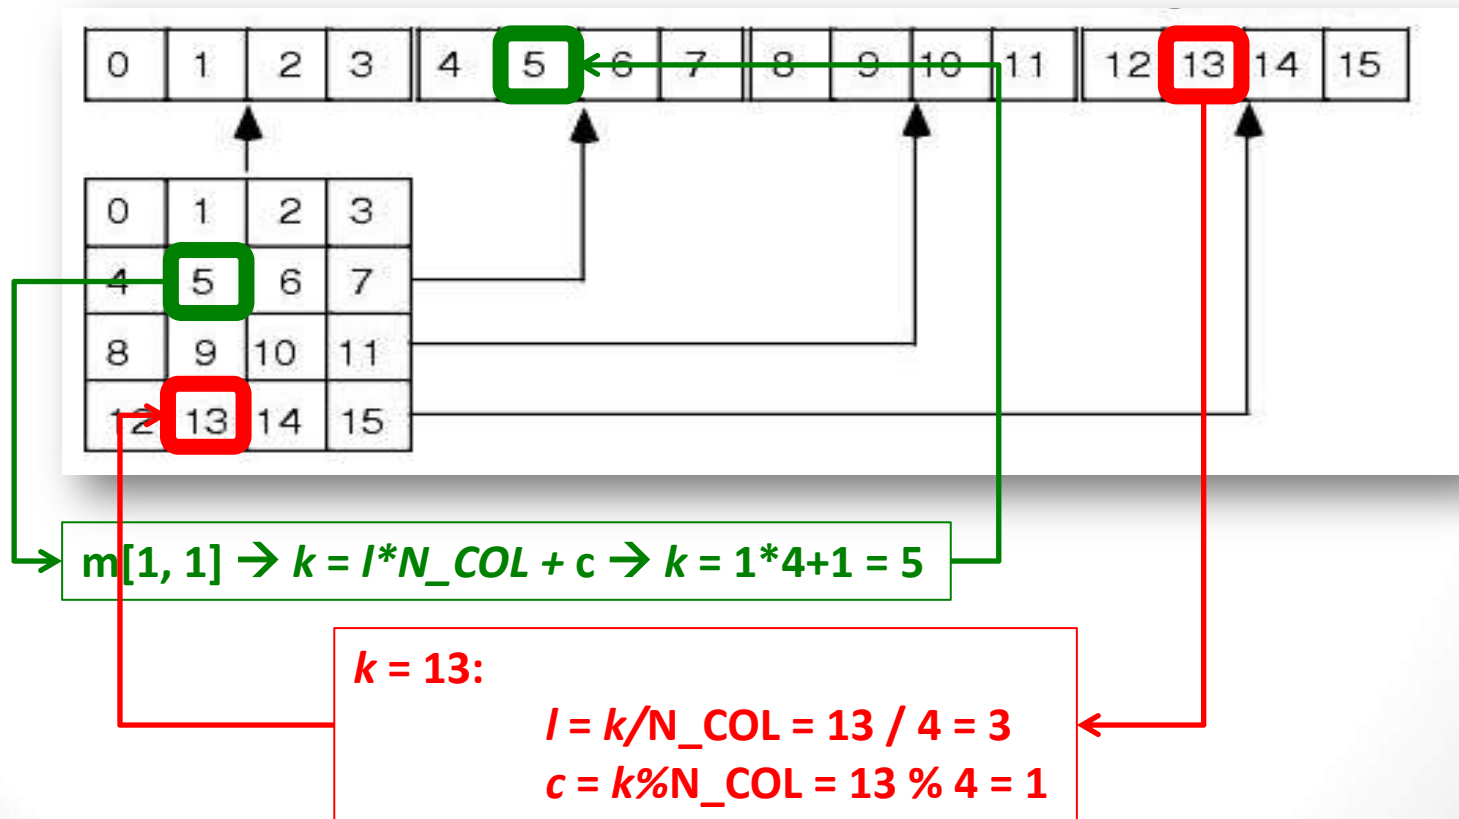 0 1 2 3 4 5 6 7 8 9 10 11 12 13 14 15
0 1 2 3
4 5 6 7
8 9 10 11
12 13 14 15
m[1, 1] → k = l*N_COL + c → k = 1*4+1 = 5
k = 13:
l = k/N_COL = 13 / 4 = 3
c = k%N_COL = 13 % 4 = 1